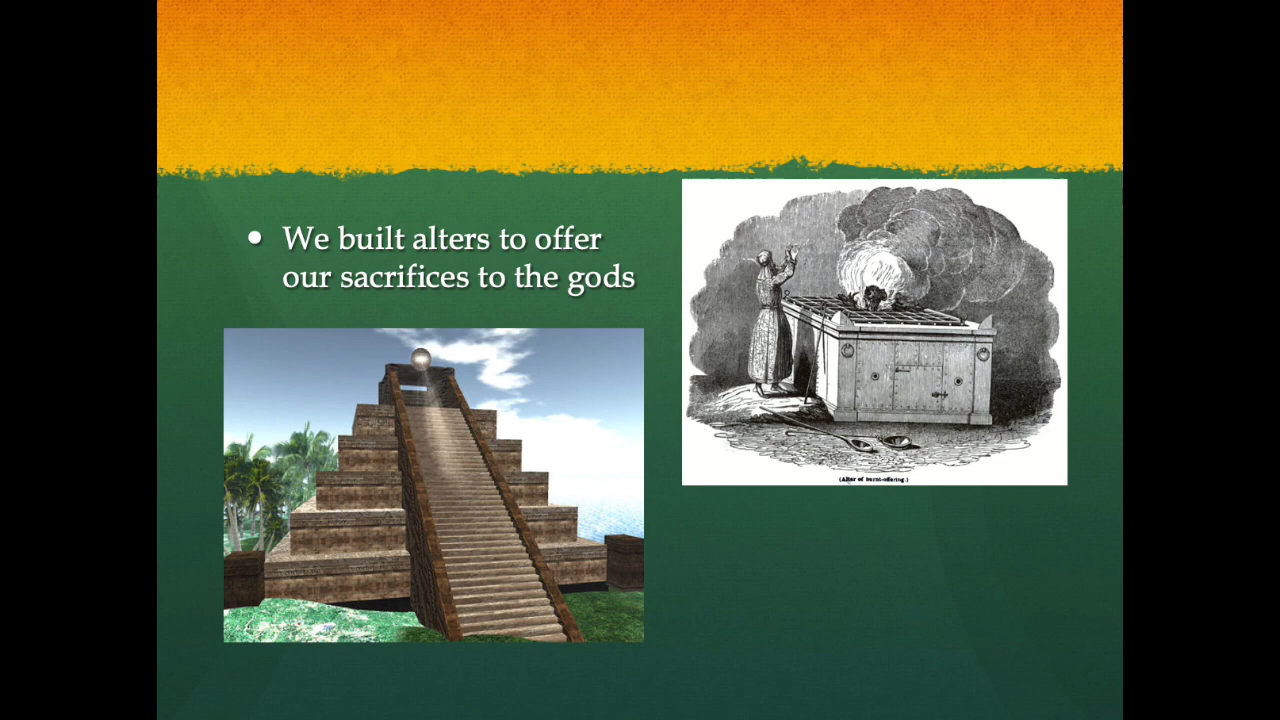 • We built alters to offer
our sacrifices to the gods
(Altar of burnt-offering.)